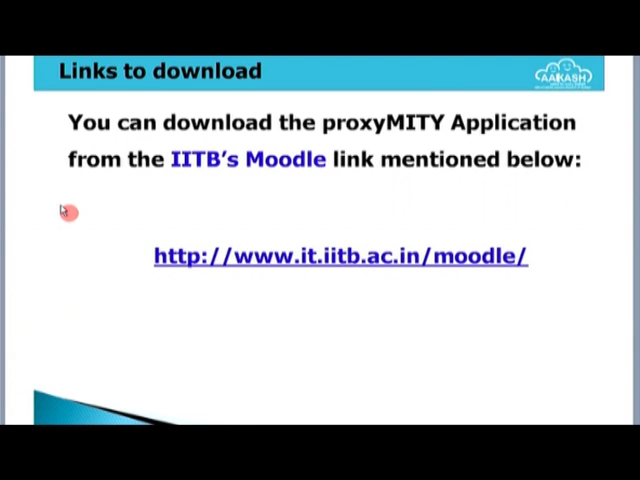 Links to download
AAKASH
You can download the proxyMITY Application
from the IITB's Moodle link mentioned below:
http://www.it.iitb.ac.in/moodle/